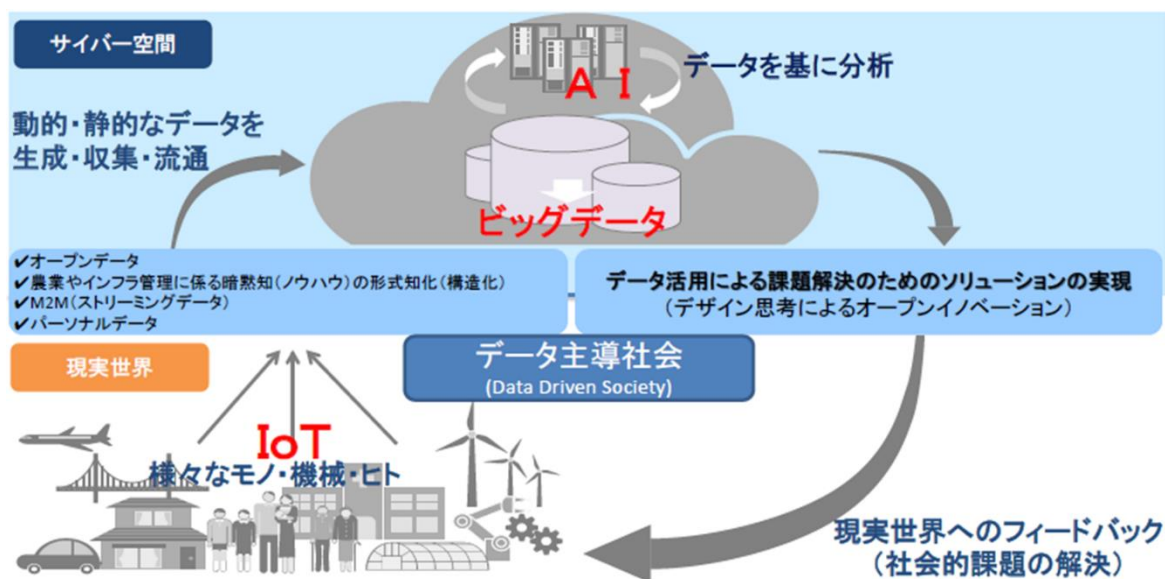 サイバー空間
AI
データを基に分析
動的・静的なデータを
生成・収集・流通
ビッグデータ
✔オープンデータ
✔農業やインフラ管理に係る暗黙知(ノウハウ)の形式知化(構造化)
✔M2M(ストリーミングデータ)
✔パーソナルデータ
データ活用による課題解決のためのソリューションの実現
(デザイン思考によるオープンイノベーション)
現実世界
データ主導社会
(Data Driven Society)
IoT
様々なモノ・機械・ヒト
現実世界へのフィードバック
(社会的課題の解決)